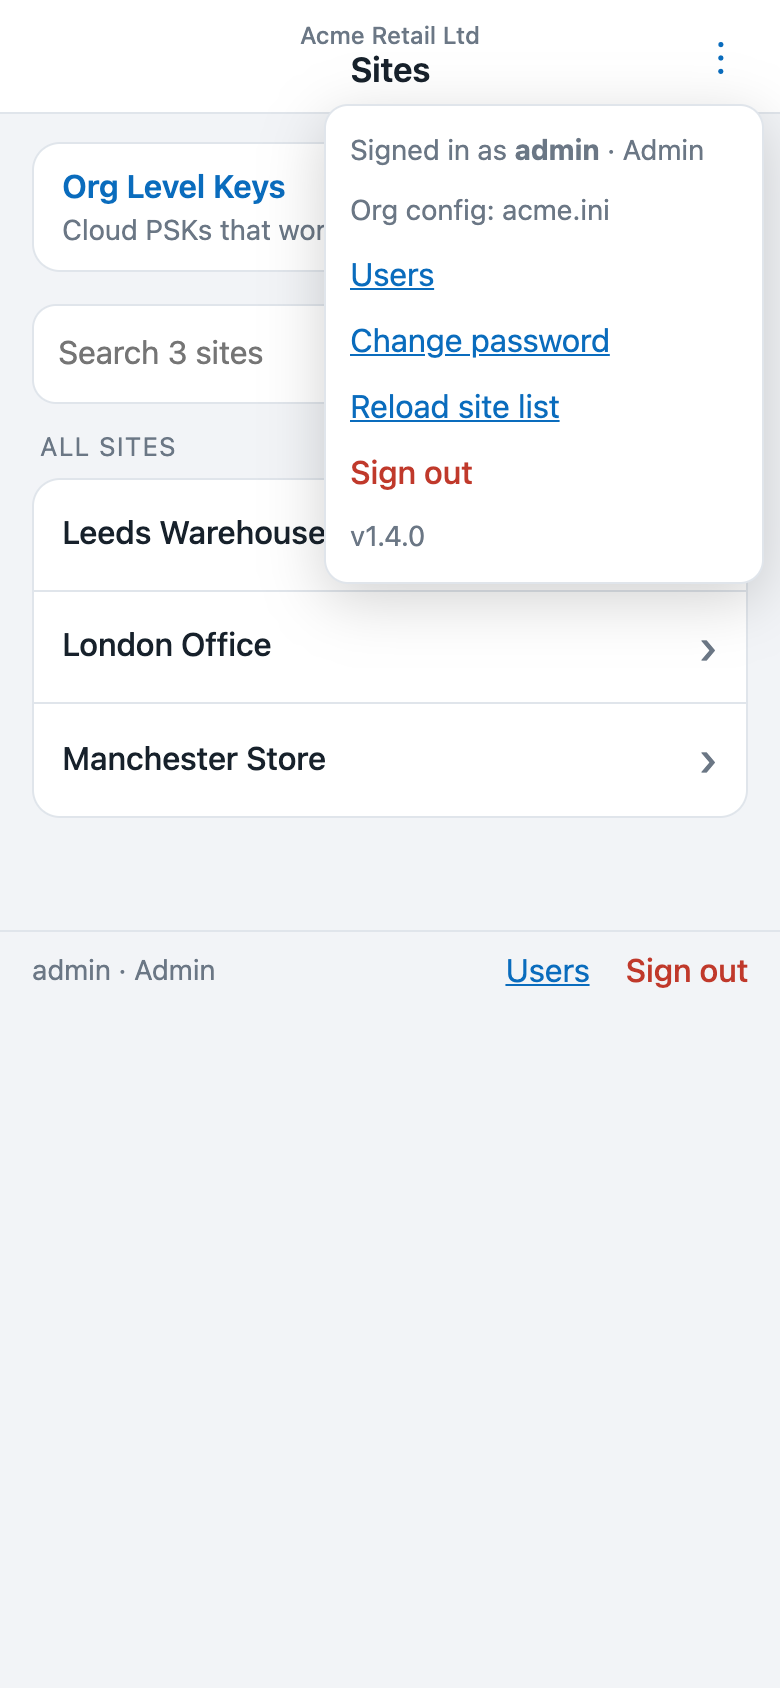 Acme Retail Ltd
Sites
⋮
Signed in as admin · Admin
Org config: acme.ini
Users
Change password
Reload site list
Sign out
v1.4.0
Org Level Keys
Cloud PSKs that wor
Search 3 sites
ALL SITES
Leeds Warehouse
London Office
Manchester Store
admin · Admin
Users
Sign out